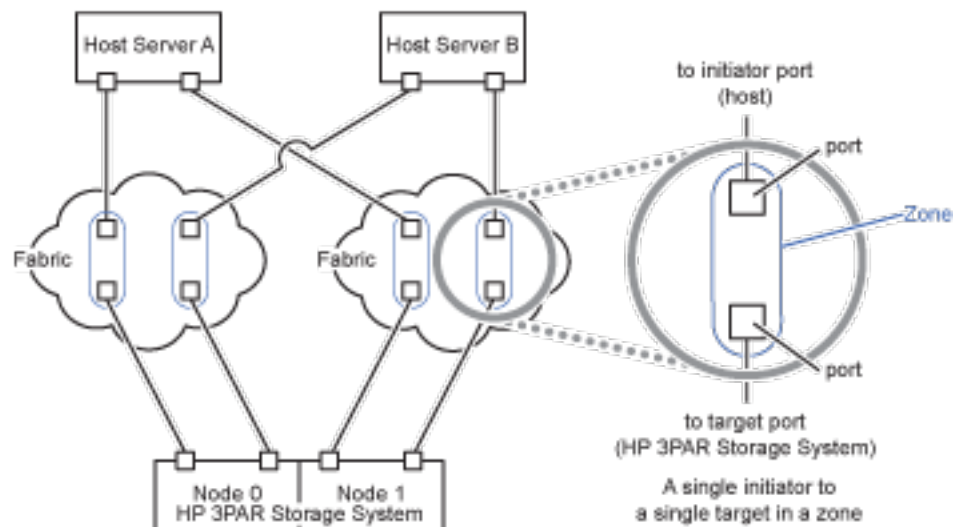 Host Server A
Host Server B
to initiator port
(host)
port
Zone
Fabric
Fabric
port
to target port
(HP 3PAR Storage System)
Node 0
Node 1
HP 3PAR Storage System
A single initiator to
a single target in a zone